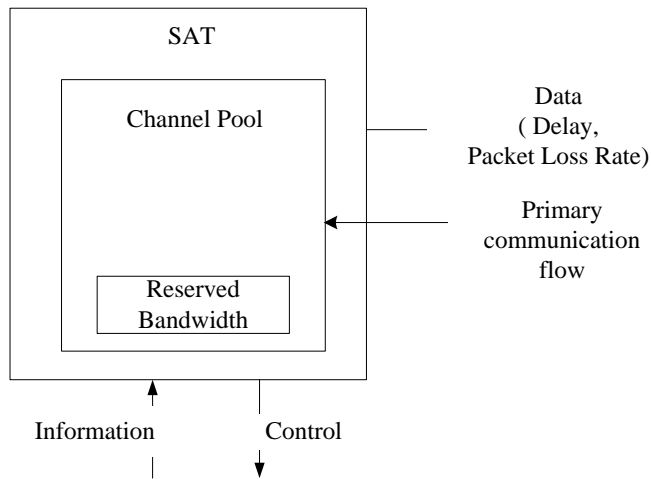 SAT
Channel Pool
Data
( Delay,
Packet Loss Rate)
Primary
communication
flow
Reserved
Bandwidth
Information
Control